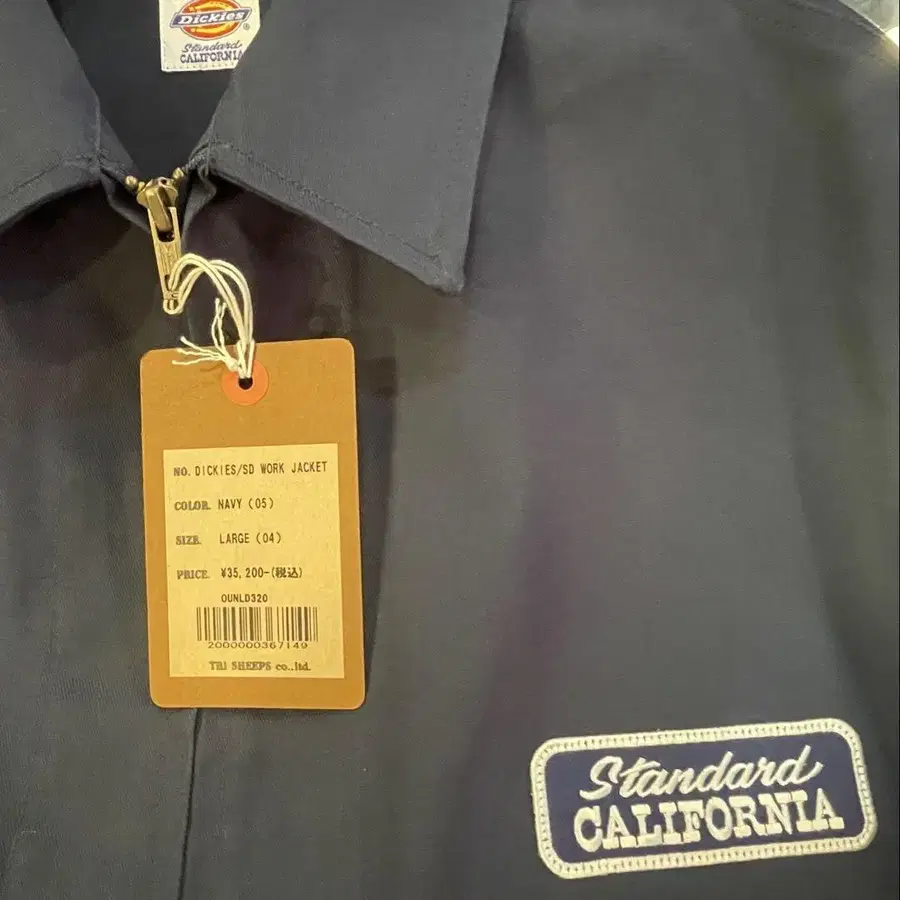 Dickies
Standard
CALIFORNIA
NO. DICKIES/SD WORK JACKET
COLOR. NAVY (05)
SIZE. LARGE (04)
PRICE. ¥35,200-(税込)
OUNLD320
2000000367149
TRI SHEEPS co.,ltd.
Standard
CALIFORNIA